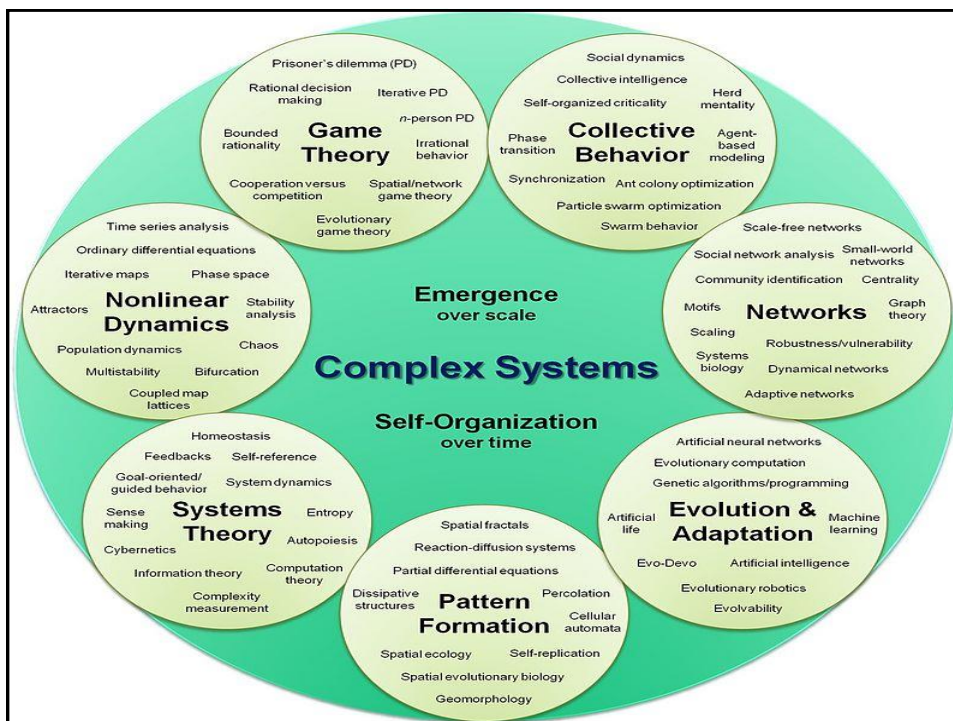 Prisoner's dilemma (PD)
Rational decision
making
Iterative PD
n-person PD
Bounded
rationality
Game
Theory
Irrational
behavior
Cooperation versus
competition
Spatial/network
game theory
Evolutionary
game theory
Social dynamics
Collective intelligence
Herd
mentality
Self-organized criticality
Phase
transition
Collective
Behavior
Agent-
based
modeling
Synchronization
Ant colony optimization
Particle swarm optimization
Swarm behavior
Time series analysis
Ordinary differential equations
Iterative maps
Phase space
Attractors
Nonlinear
Dynamics
Stability
analysis
Population dynamics
Chaos
Multistability
Bifurcation
Coupled map
lattices
Emergence
over scale
Complex Systems
Self-Organization
over time
Scale-free networks
Social network analysis
Small-world
networks
Community identification
Centrality
Motifs
Networks
Graph
theory
Scaling
Robustness/vulnerability
Systems
biology
Dynamical networks
Adaptive networks
Homeostasis
Feedbacks
Self-reference
Goal-oriented/
guided behavior
System dynamics
Sense
making
Systems
Theory
Entropy
Cybernetics
Autopoiesis
Information theory
Computation
theory
Complexity
measurement
Spatial fractals
Reaction-diffusion systems
Partial differential equations
Dissipative
structures
Pattern
Formation
Percolation
Cellular
automata
Spatial ecology
Self-replication
Spatial evolutionary biology
Geomorphology
Artificial neural networks
Evolutionary computation
Genetic algorithms/programming
Artificial
life
Evolution &
Adaptation
Machine
learning
Evo-Devo
Artificial intelligence
Evolutionary robotics
Evolvability